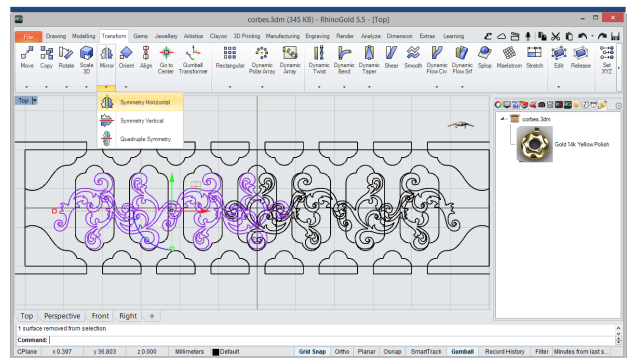 corbes.3dm (345 KB) - RhinoGold 5.5 - [Top]
File Drawing Modelling Transform Gems Jewellery Artistics Clayoo 3D Printing Manufacturing Engraving Render Analyze Dimension Extras Learning
Move Copy Rotate Scale 3D Mirror Orient Align Go to Center Gumball Transformer Rectangular Dynamic Polar Array Dynamic Array Dynamic Twist Dynamic Bend Dynamic Taper Shear Smooth Dynamic Flow Crv Dynamic Flow Srf Splop Maelstrom Stretch Edit Release Set XYZ
Top
Symmetry Horizontal
Symmetry Vertical
Quadruple Symmetry
corbes.3dm
Gold 14k Yellow Polish
Top Perspective Front Right
1 surface removed from selection.
Command:
CPlane x 0.397 y 36.803 z 0.000 Millimeters Default Grid Snap Ortho Planar Osnap SmartTrack Gumball Record History Filter Minutes from last s...